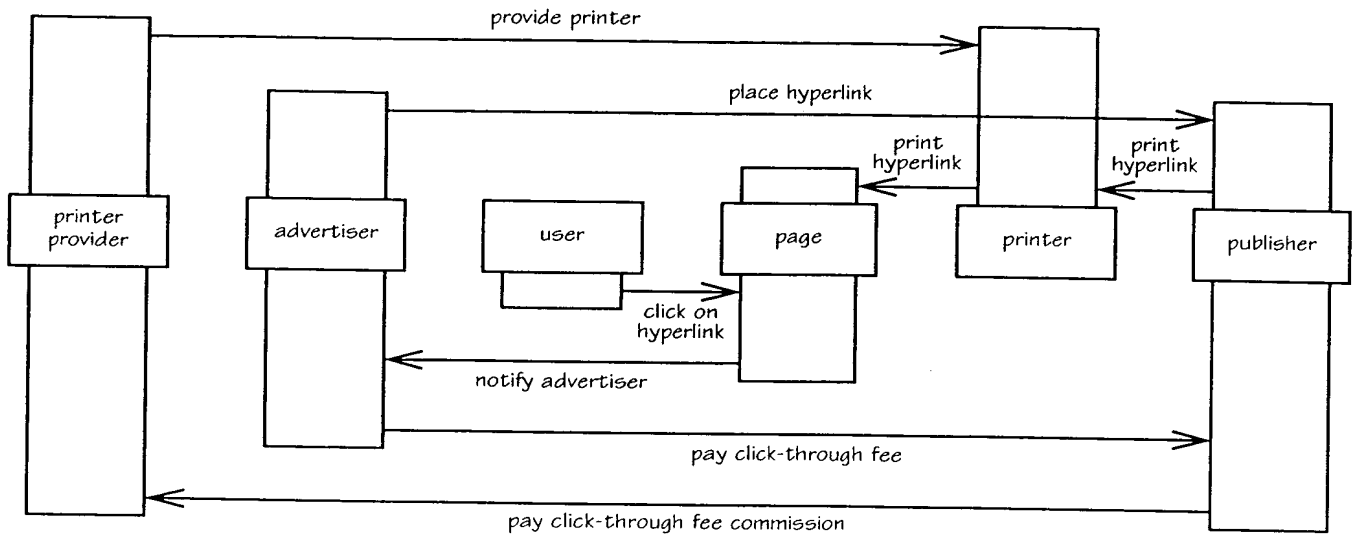 provide printer
place hyperlink
print
hyperlink
print
hyperlink
printer
provider
advertiser
user
page
printer
publisher
click on
hyperlink
notify advertiser
pay click-through fee
pay click-through fee commission